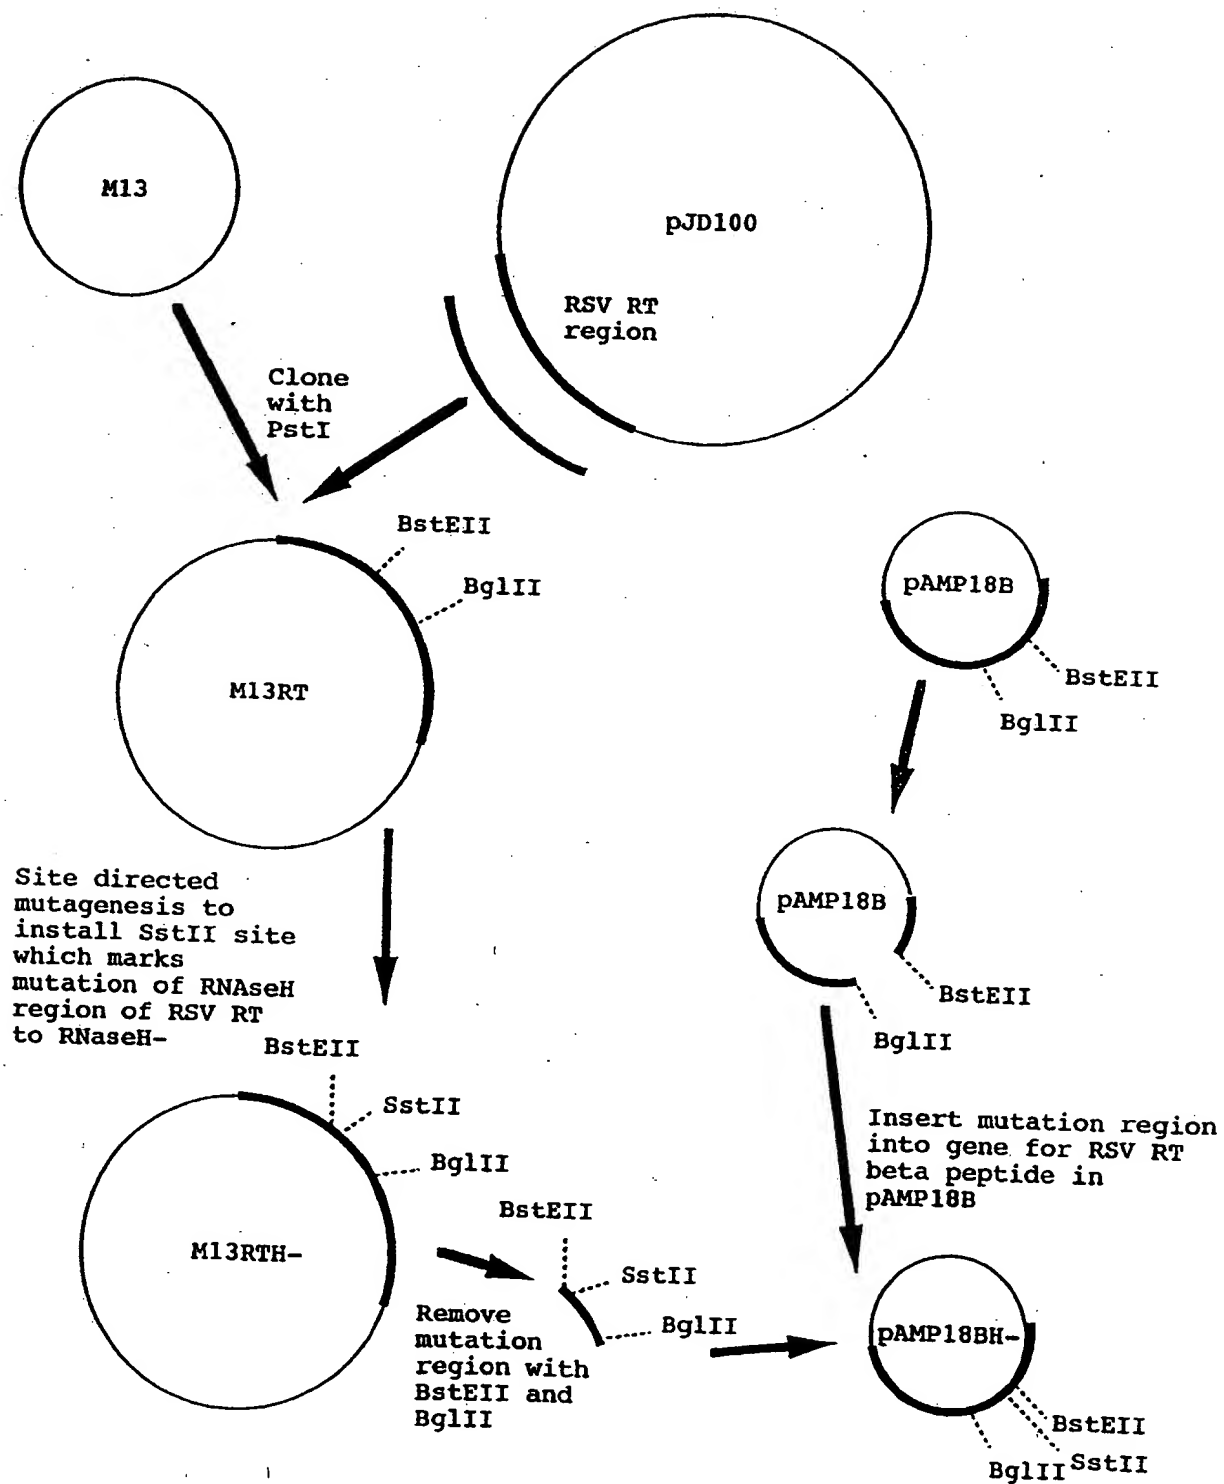 M13
pJD100
RSV RT
region
Clone
with
PstI
BstEII
BglII
M13RT
pAMP18B
BstEII
BglII
pAMP18B
BstEII
BglII
Site directed
mutagenesis to
install SstII site
which marks
mutation of RNAseH
region of RSV RT
to RNaseH-
BstEII
SstII
BglII
M13RTH-
Insert mutation region
into gene for RSV RT
beta peptide in
pAMP18B
BstEII
SstII
BglII
Remove
mutation
region with
BstEII and
BglII
pAMP18BH-
BstEII
SstII
BglII